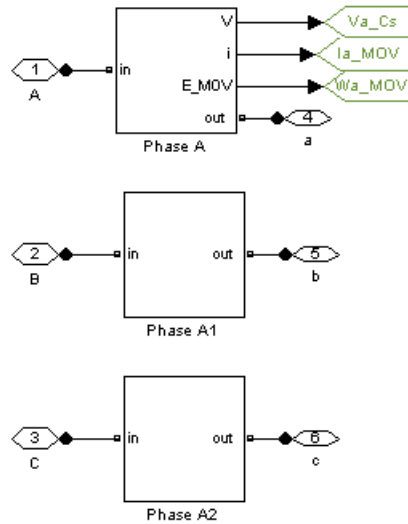 V Va_Cs
1 in i Ia_MOV
A E_MOV Wa_MOV
out 4
Phase A a
2 in out 5
B b
Phase A1
3 in out 6
C c
Phase A2